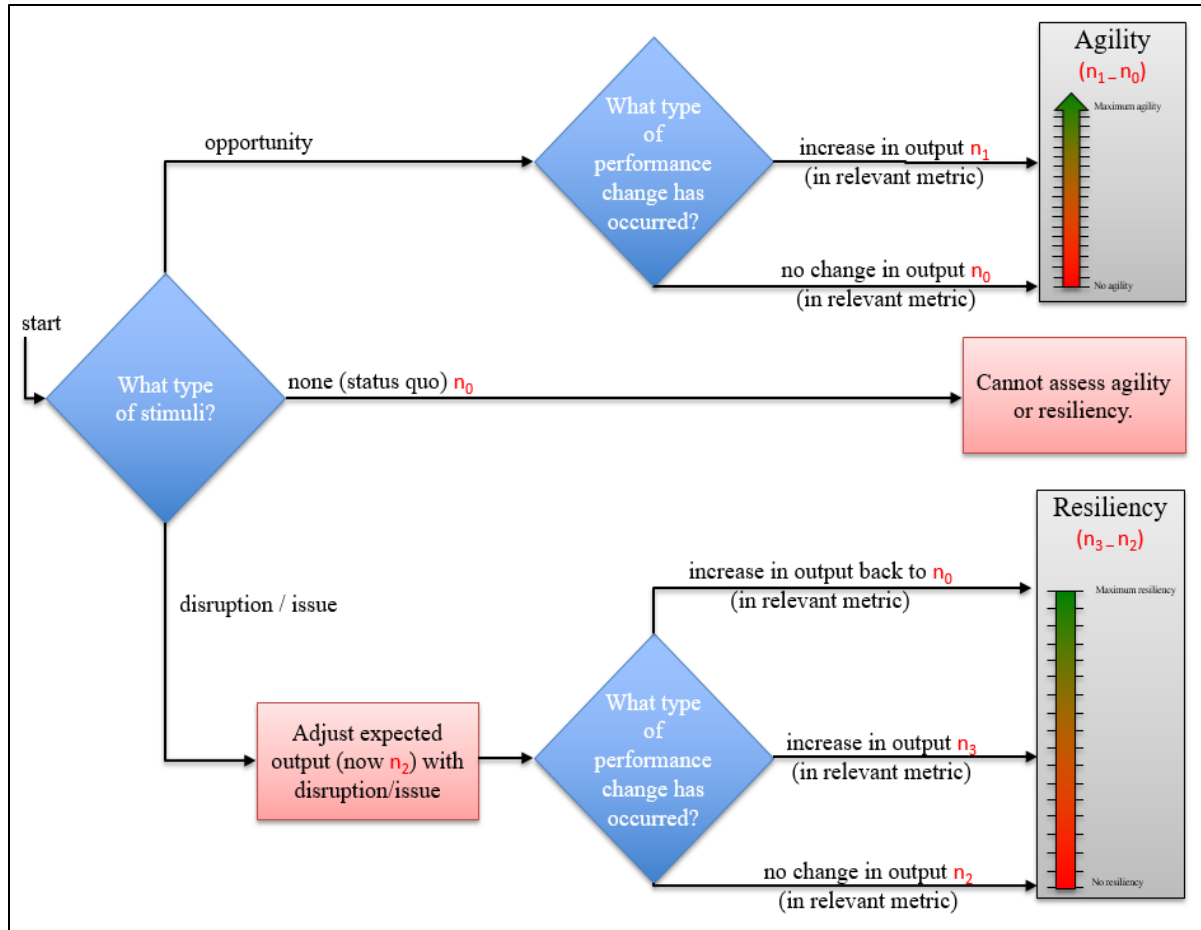 Agility
(n₁ – n₀)
Maximum agility
No agility
What type
of
performance
change has
occurred?
opportunity
increase in output n₁
(in relevant metric)
no change in output n₀
(in relevant metric)
start
What type
of stimuli?
none (status quo) n₀
Cannot assess agility
or resiliency.
disruption / issue
Adjust expected
output (now n₂) with
disruption/issue
What type
of
performance
change has
occurred?
increase in output back to n₀
(in relevant metric)
increase in output n₃
(in relevant metric)
no change in output n₂
(in relevant metric)
Resiliency
(n₃ – n₂)
Maximum resiliency
No resiliency